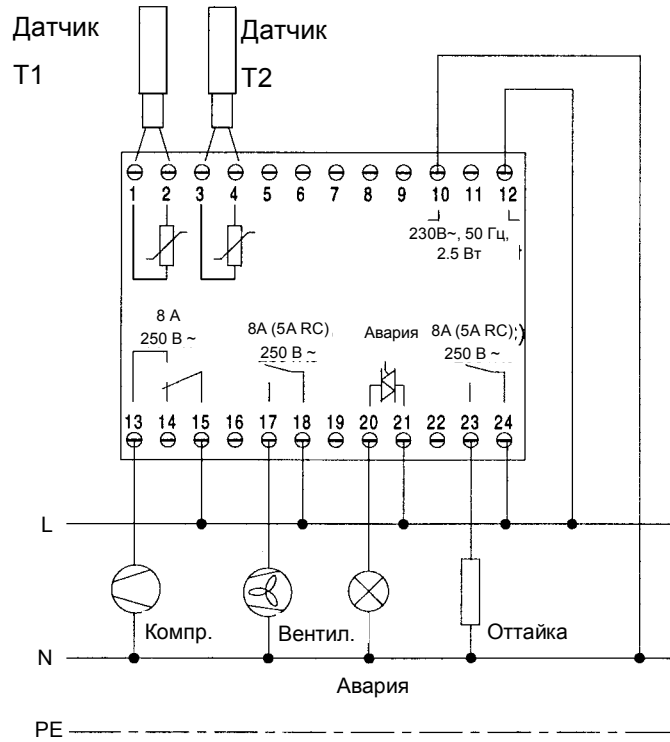 Датчик
T1
Датчик
T2
1 2 3 4 5 6 7 8 9 10 11 12
230В~, 50 Гц,
2.5 Вт
8 А
250 В ~
8А (5А RC)
250 В ~
Авария
8А (5А RC);)
250 В ~
13 14 15 16 17 18 19 20 21 22 23 24
L
Компр.
Вентил.
Оттайка
N
Авария
PE